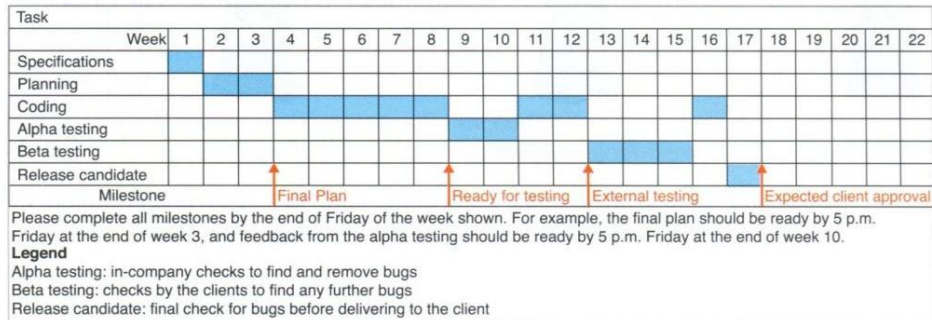 Task
Week 1 2 3 4 5 6 7 8 9 10 11 12 13 14 15 16 17 18 19 20 21 22
Specifications
Planning
Coding
Alpha testing
Beta testing
Release candidate
Milestone Final Plan Ready for testing External testing Expected client approval
Please complete all milestones by the end of Friday of the week shown. For example, the final plan should be ready by 5 p.m.
Friday at the end of week 3, and feedback from the alpha testing should be ready by 5 p.m. Friday at the end of week 10.
Legend
Alpha testing: in-company checks to find and remove bugs
Beta testing: checks by the clients to find any further bugs
Release candidate: final check for bugs before delivering to the client